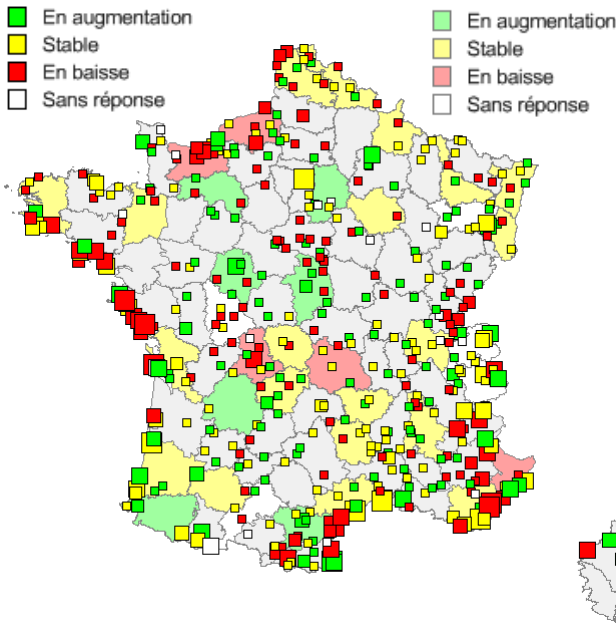 En augmentation
Stable
En baisse
Sans réponse
En augmentation
Stable
En baisse
Sans réponse